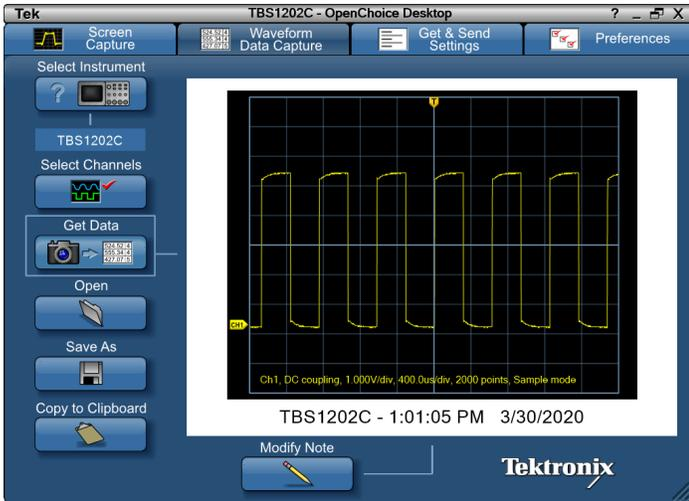 Tek
TBS1202C - OpenChoice Desktop
? _ X
Screen
Capture
Waveform
Data Capture
Get & Send
Settings
Preferences
Select Instrument
?
TBS1202C
Select Channels
Get Data
Open
Save As
Copy to Clipboard
T
CH1
Ch1, DC coupling, 1.000V/div, 400.0us/div, 2000 points, Sample mode
TBS1202C - 1:01:05 PM 3/30/2020
Modify Note
Tektronix